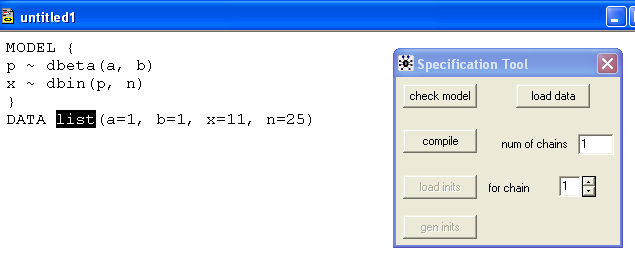 untitled1
MODEL {
p ~ dbeta(a, b)
x ~ dbin(p, n)
}
DATA list(a=1, b=1, x=11, n=25)
Specification Tool
check model load data
compile num of chains 1
load inits for chain 1
gen inits